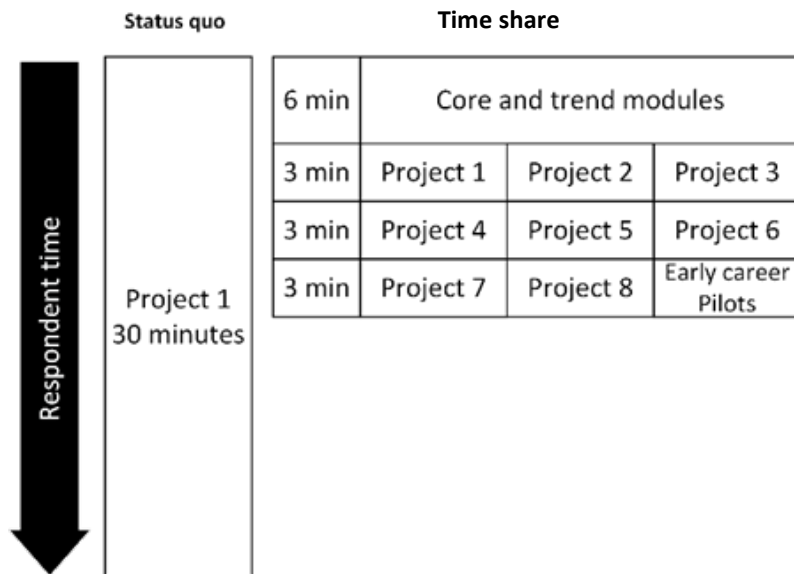 Status quo
Time share
Respondent time
Project 1
30 minutes
6 min
Core and trend modules
3 min
Project 1
Project 2
Project 3
3 min
Project 4
Project 5
Project 6
3 min
Project 7
Project 8
Early career
Pilots